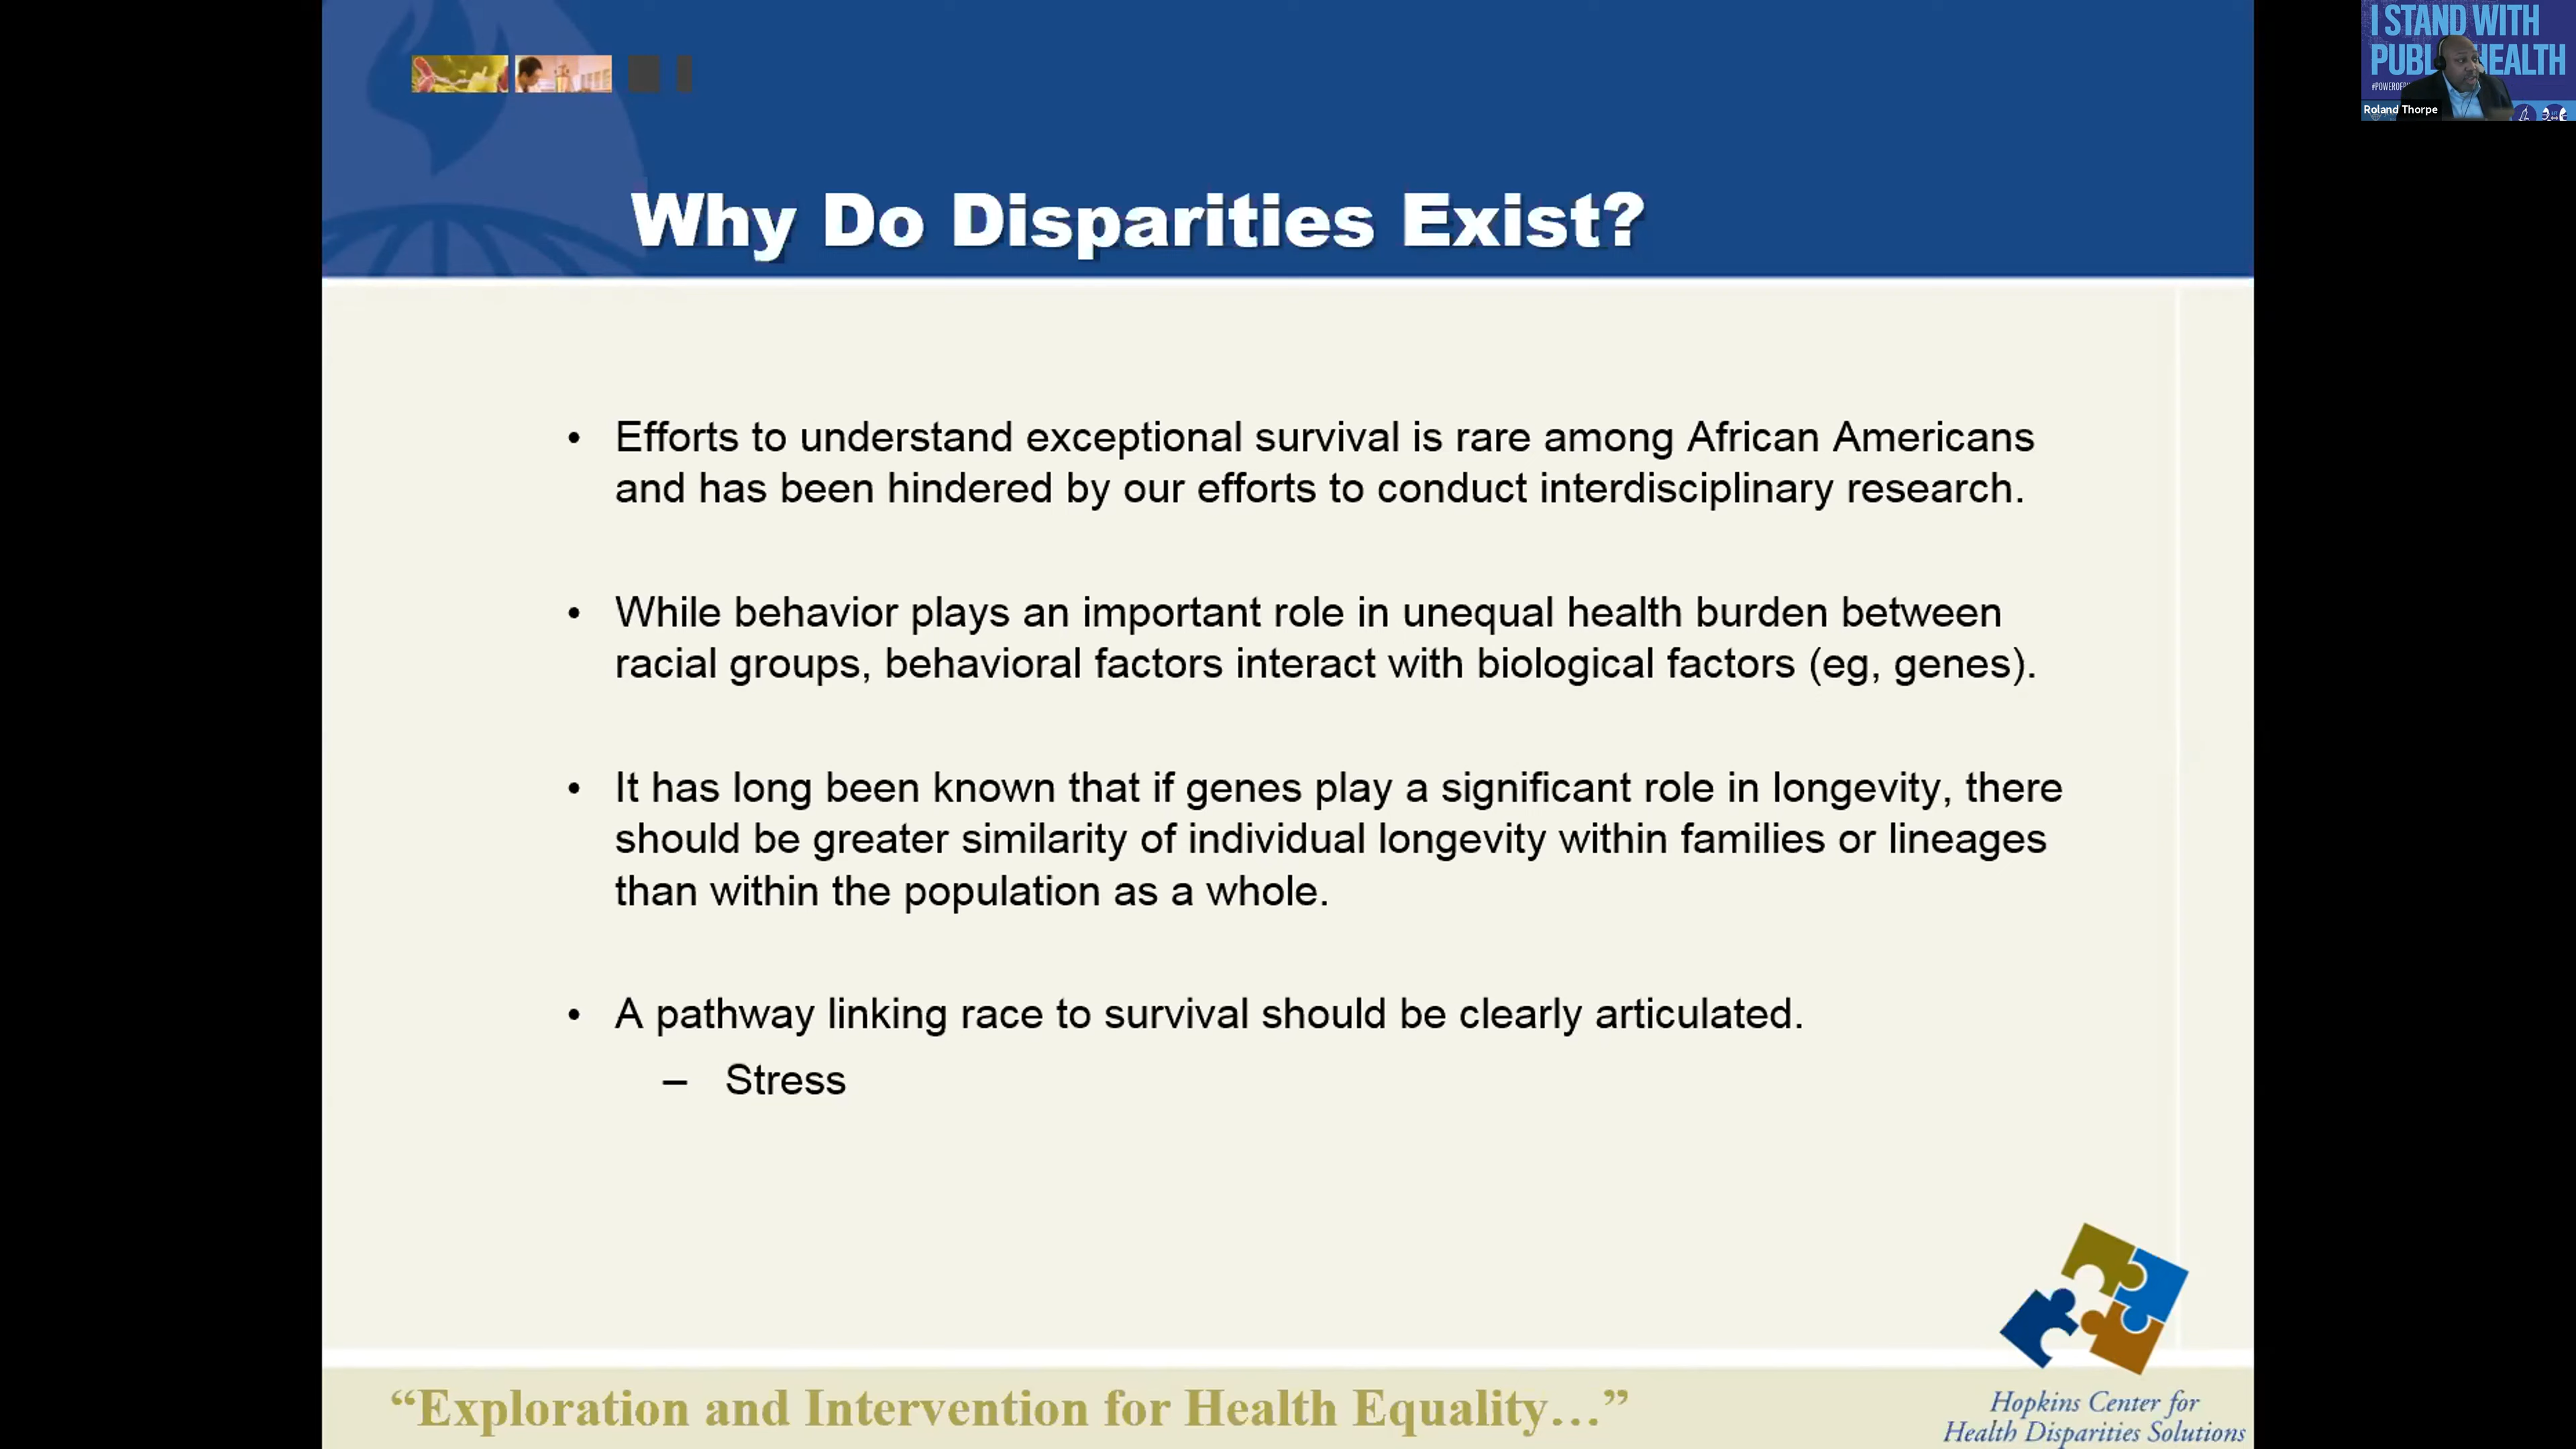 Why Do Disparities Exist?
• Efforts to understand exceptional survival is rare among African Americans
and has been hindered by our efforts to conduct interdisciplinary research.
• While behavior plays an important role in unequal health burden between
racial groups, behavioral factors interact with biological factors (eg, genes).
• It has long been known that if genes play a significant role in longevity, there
should be greater similarity of individual longevity within families or lineages
than within the population as a whole.
• A pathway linking race to survival should be clearly articulated.
– Stress
“Exploration and Intervention for Health Equality…”
Hopkins Center for
Health Disparities Solutions
I STAND WITH
Roland Thorpe